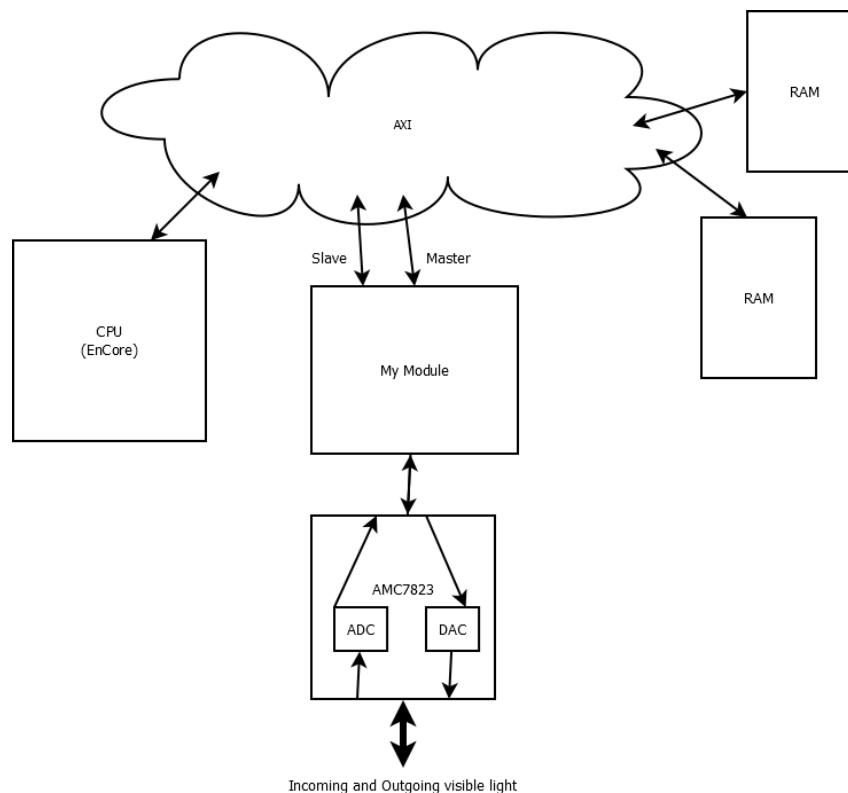 RAM
AXI
Slave
Master
RAM
CPU
(EnCore)
My Module
AMC7823
ADC
DAC
Incoming and Outgoing visible light